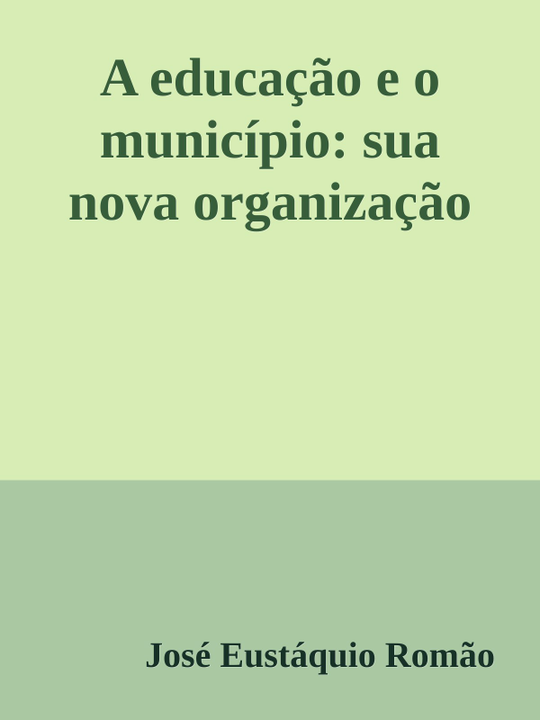 A educação e o
município: sua
nova organização
José Eustáquio Romão